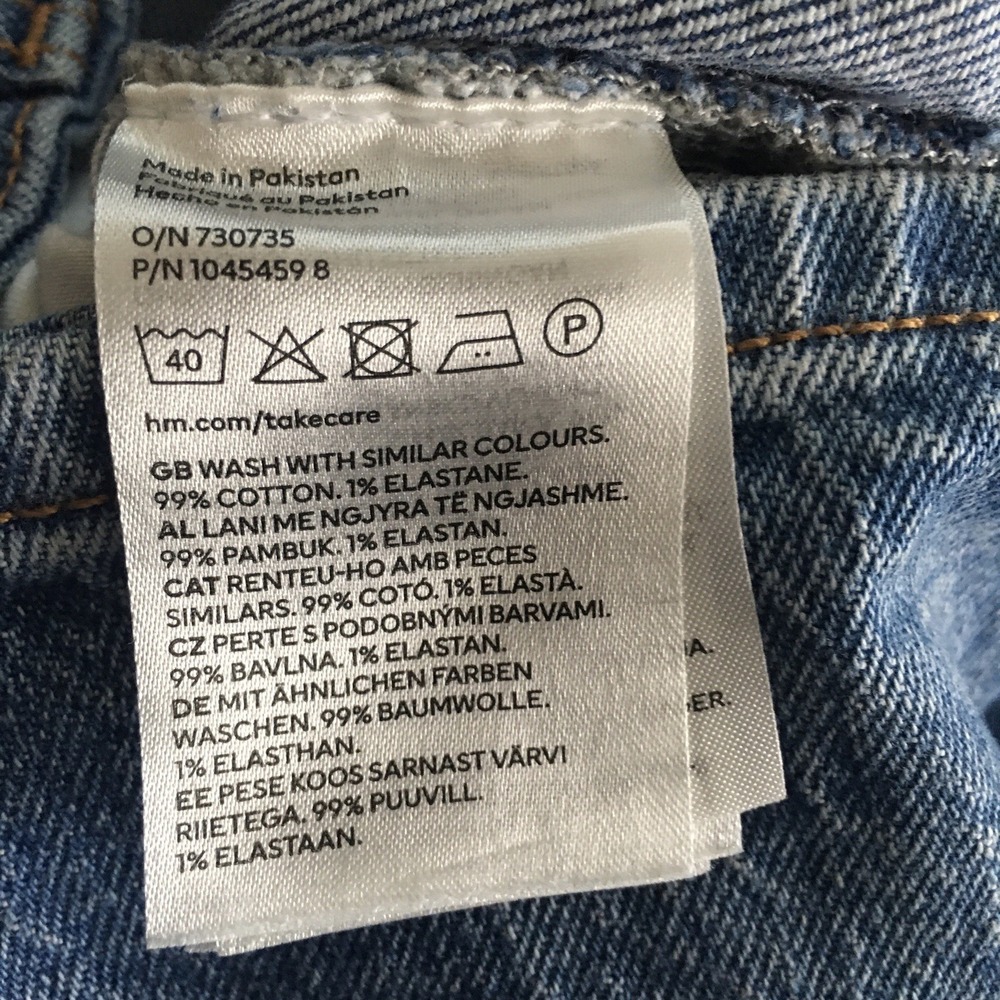 Made in Pakistan
Fabriqué au Pakistan
Hecho en Pakistán
O/N 730735
P/N 1045459 8
40
P
hm.com/takecare
GB WASH WITH SIMILAR COLOURS.
99% COTTON. 1% ELASTANE.
AL LANI ME NGJYRA TË NGJASHME.
99% PAMBUK. 1% ELASTAN.
CAT RENTEU-HO AMB PECES
SIMILARS. 99% COTÓ. 1% ELASTÀ.
CZ PERTE S PODOBNÝMI BARVAMI.
99% BAVLNA. 1% ELASTAN.
DE MIT ÄHNLICHEN FARBEN
WASCHEN. 99% BAUMWOLLE.
1% ELASTHAN.
EE PESE KOOS SARNAST VÄRVI
RIIETEGA. 99% PUUVILL.
1% ELASTAAN.